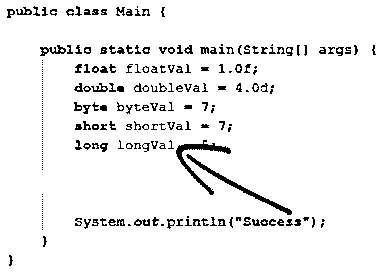 public class Main {
public static void main(String[] args) {
float floatVal = 1.0f;
double doubleVal = 4.0d;
byte byteVal = 7;
short shortVal = 7;
long longVal
System.out.println("Success");
}
}